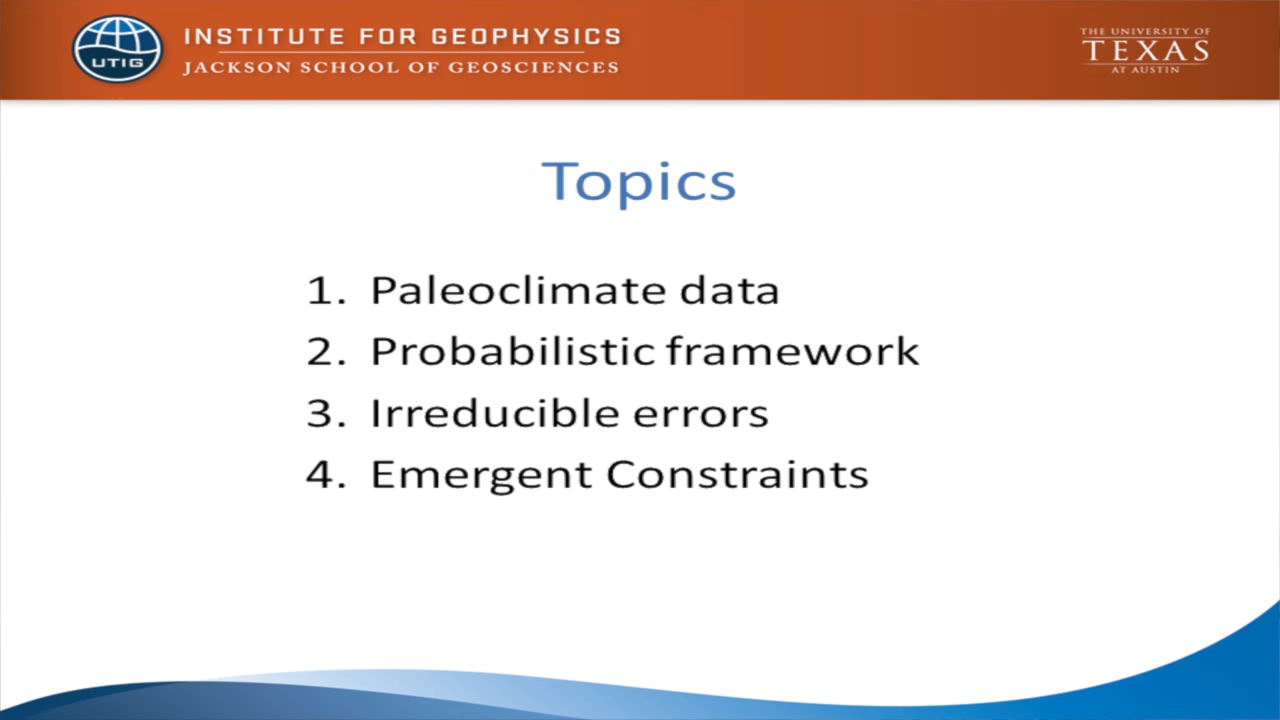 UTIG
INSTITUTE FOR GEOPHYSICS
JACKSON SCHOOL OF GEOSCIENCES
THE UNIVERSITY OF
TEXAS
AT AUSTIN
Topics
1. Paleoclimate data
2. Probabilistic framework
3. Irreducible errors
4. Emergent Constraints